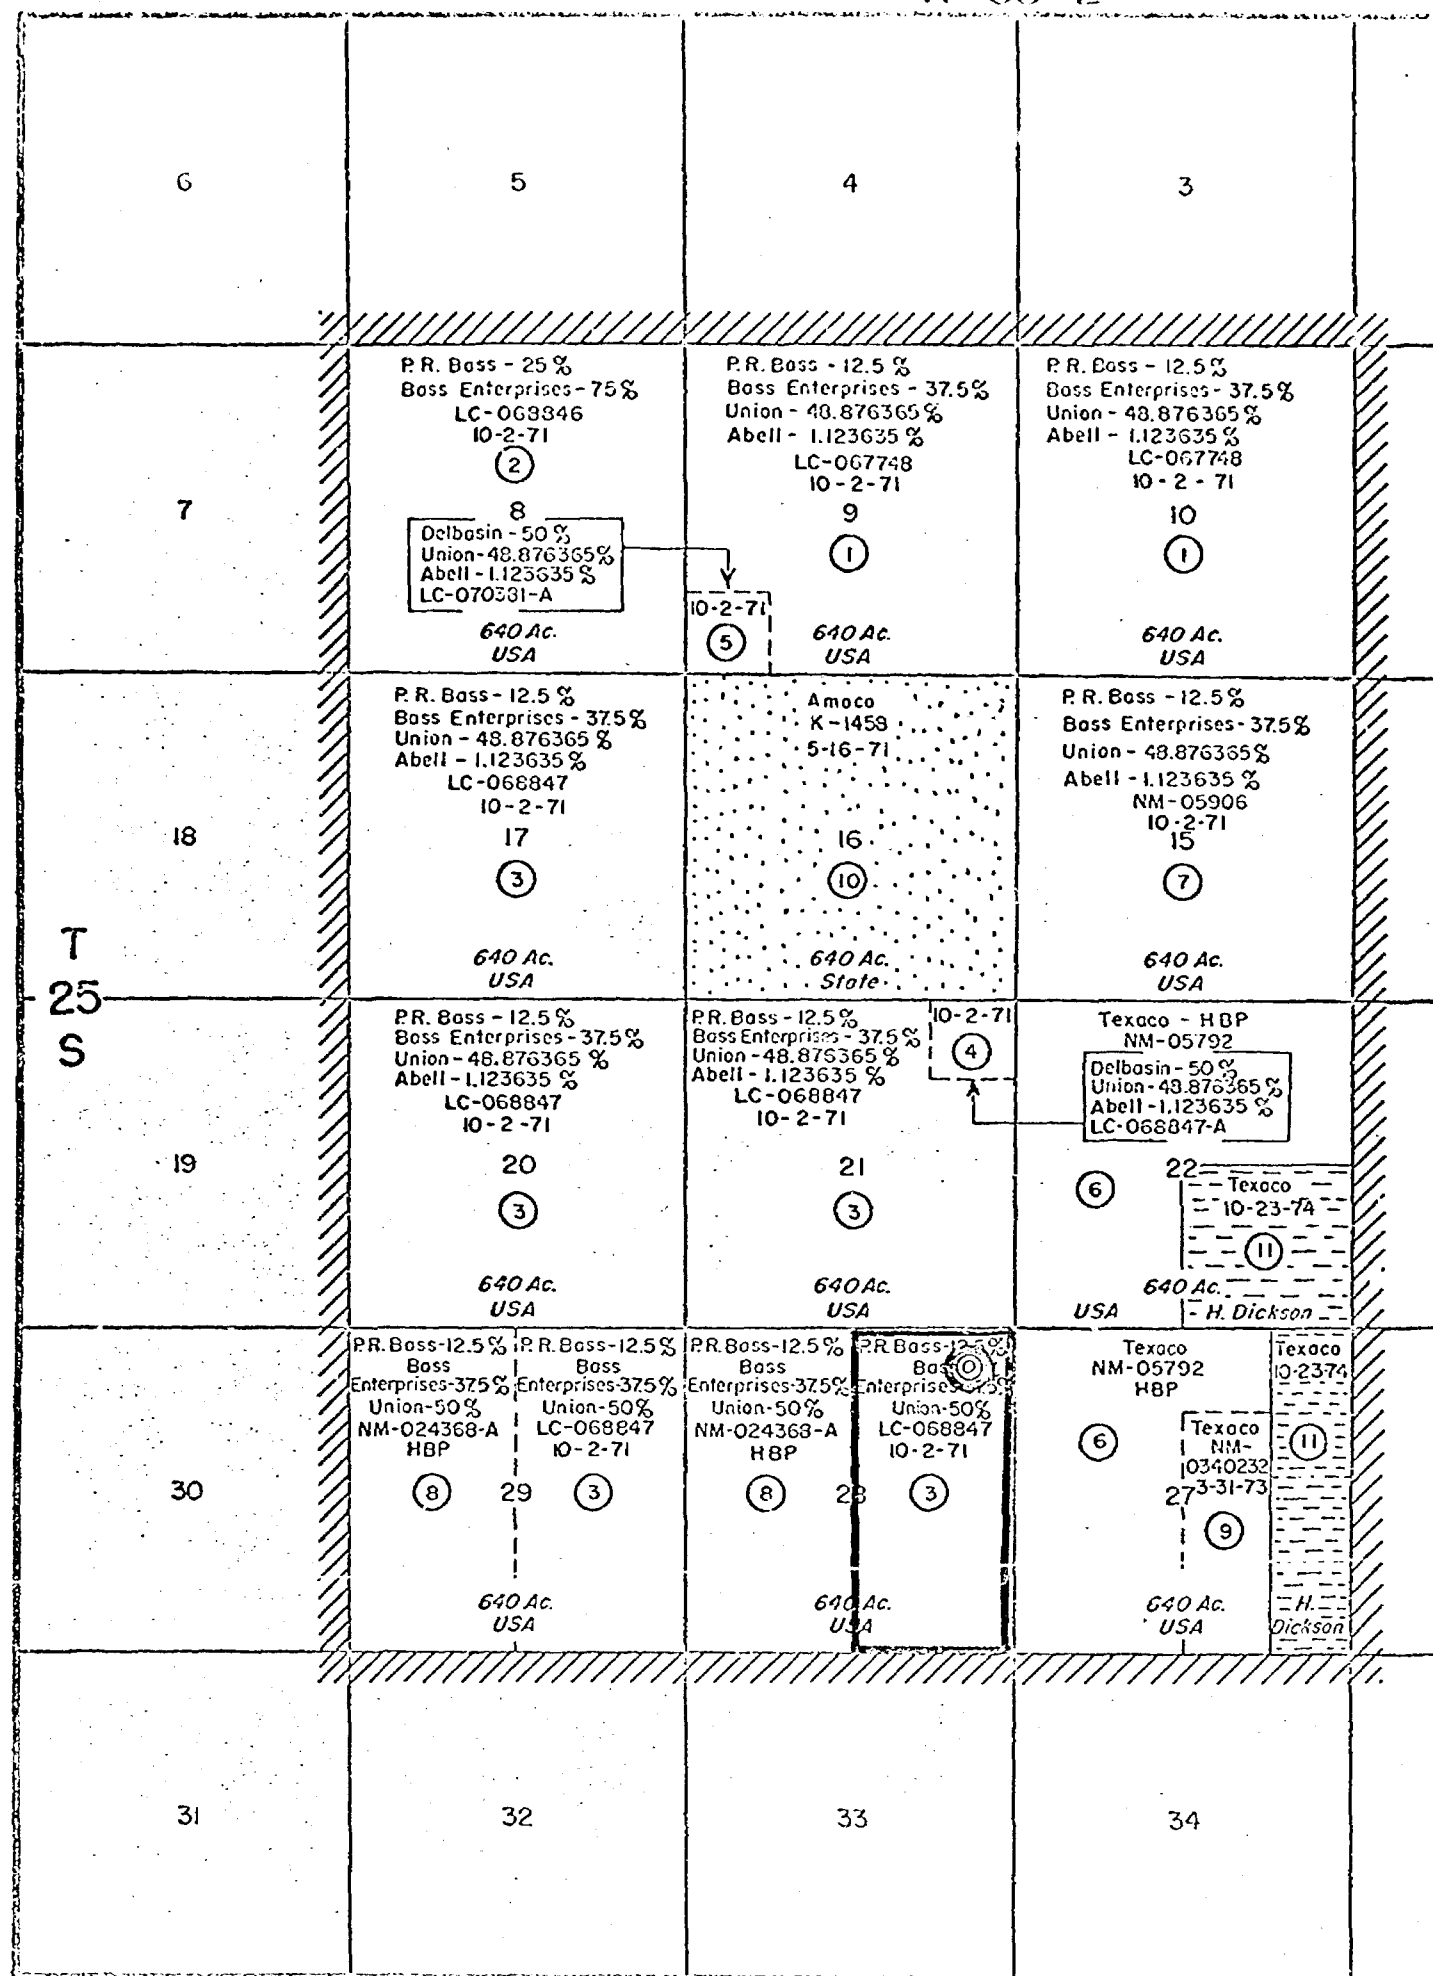 6
5
4
3
P.R. Bass - 25%
Bass Enterprises - 75%
LC-068846
10-2-71
2
8
Delbasin - 50%
Union - 48.876365%
Abell - 1.123635%
LC-070331-A
640 Ac.
USA
P.R. Bass - 12.5%
Bass Enterprises - 37.5%
Union - 48.876365%
Abell - 1.123635%
LC-067748
10-2-71
9
1
10-2-71
5
640 Ac.
USA
P.R. Bass - 12.5%
Bass Enterprises - 37.5%
Union - 48.876365%
Abell - 1.123635%
LC-067748
10-2-71
10
1
640 Ac.
USA
7
P.R. Bass - 12.5%
Bass Enterprises - 37.5%
Union - 48.876365%
Abell - 1.123635%
LC-068847
10-2-71
17
3
640 Ac.
USA
Amoco
K-1458
5-16-71
16
10
640 Ac.
State
P.R. Bass - 12.5%
Bass Enterprises - 37.5%
Union - 48.876365%
Abell - 1.123635%
NM-05906
10-2-71
15
7
640 Ac.
USA
18
T
25
S
P.R. Bass - 12.5%
Bass Enterprises - 37.5%
Union - 48.876365%
Abell - 1.123635%
LC-068847
10-2-71
20
3
640 Ac.
USA
P.R. Bass - 12.5%
Bass Enterprises - 37.5%
Union - 48.876365%
Abell - 1.123635%
LC-068847
10-2-71
10-2-71
4
21
3
640 Ac.
USA
Texaco - HBP
NM-05792
Delbasin - 50%
Union - 48.876365%
Abell - 1.123635%
LC-068847-A
22
6
Texaco
10-23-74
11
640 Ac.
USA
H. Dickson
19
P.R. Bass - 12.5%
Bass
Enterprises - 37.5%
Union - 50%
NM-024368-A
HBP
8
29
P.R. Bass - 12.5%
Bass
Enterprises - 37.5%
Union - 50%
LC-068847
10-2-71
3
640 Ac.
USA
P.R. Bass - 12.5%
Bass
Enterprises - 37.5%
Union - 50%
NM-024368-A
HBP
8
28
P.R. Bass - 12.5%
Bass
Enterprises - 37.5%
Union - 50%
LC-068847
10-2-71
3
640 Ac.
USA
Texaco
NM-05792
HBP
6
27
Texaco
NM-
0340232
3-31-73
9
Texaco
10-23-74
11
640 Ac.
USA
H.
Dickson
30
31
32
33
34